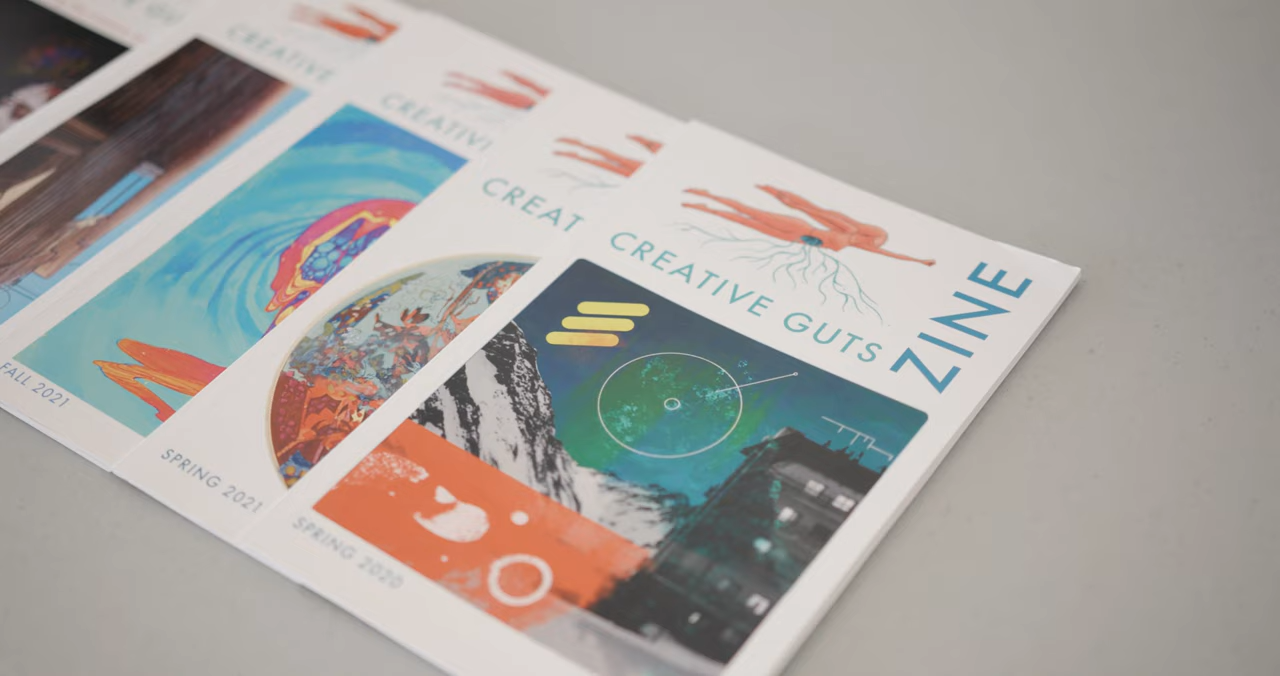 CREATIVE
CREATIVE
CREAT
CREATIVE GUTS
ZINE
FALL 2021
SPRING 2021
SPRING 2020